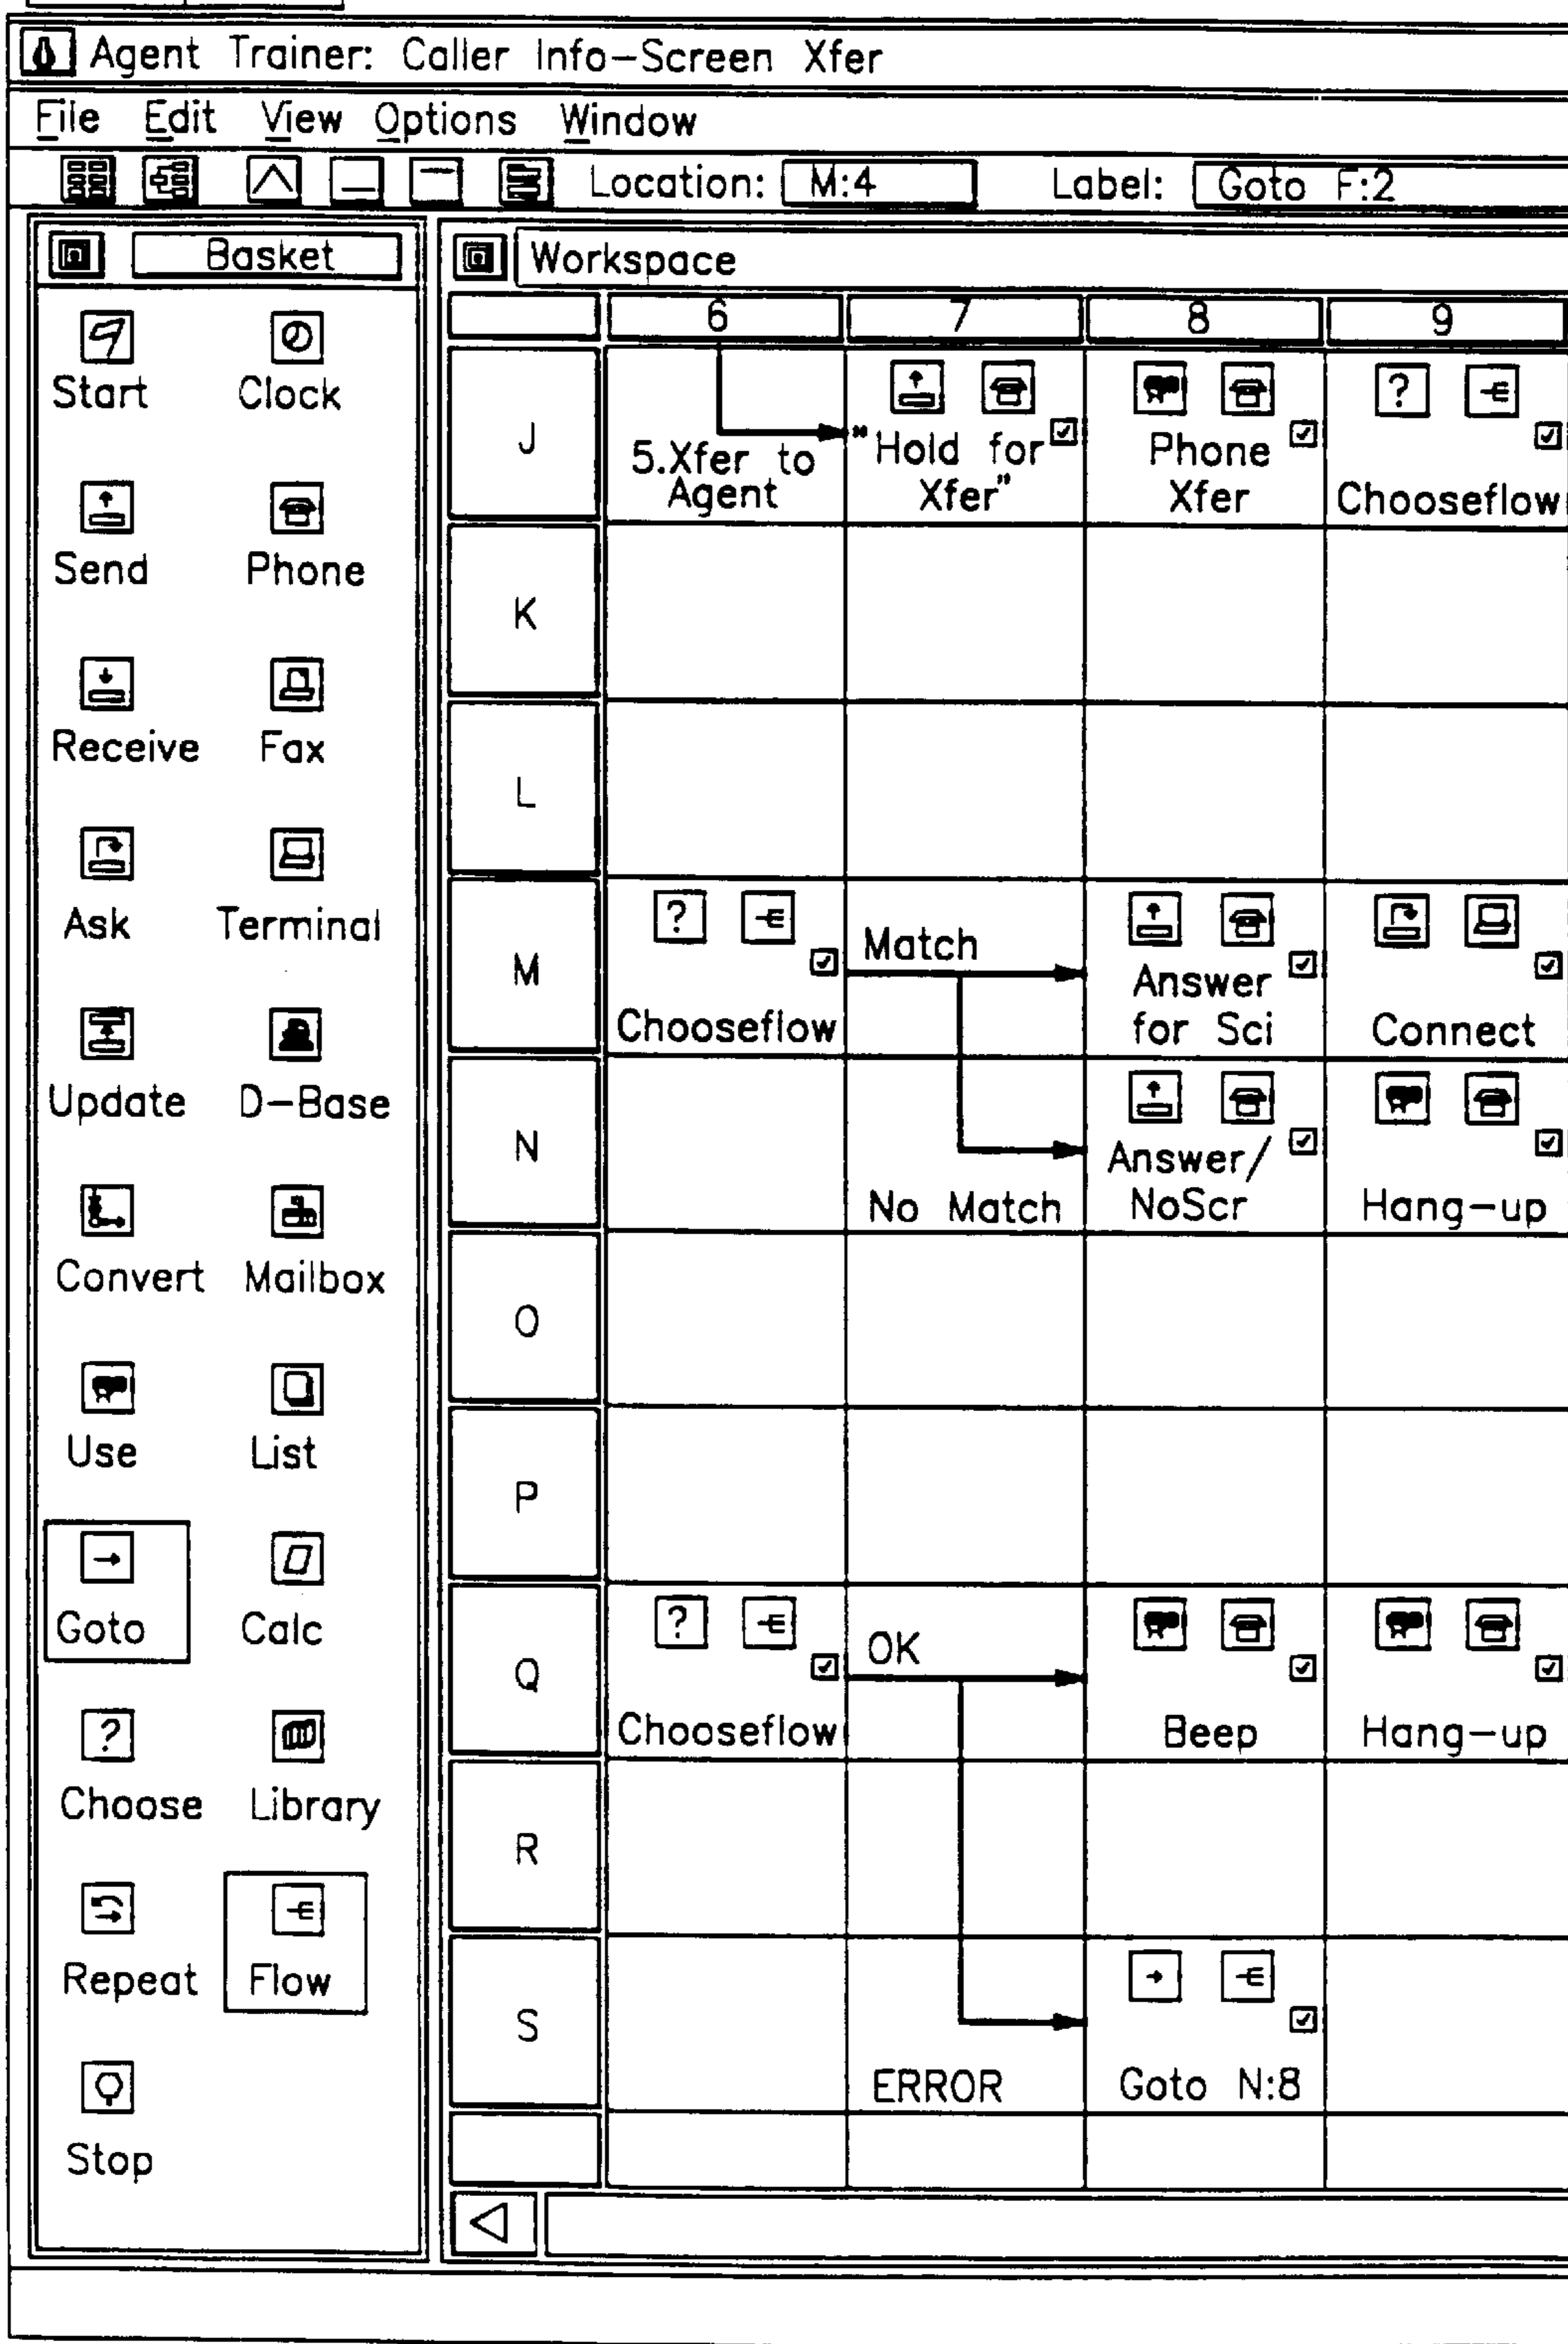 Agent Trainer: Caller Info-Screen Xfer
File Edit View Options Window
Location: M:4 Label: Goto F:2
Basket
Start Clock
Send Phone
Receive Fax
Ask Terminal
Update D-Base
Convert Mailbox
Use List
Goto Calc
? Choose Library
Repeat Flow
Stop
Workspace
6 7 8 9
J
5.Xfer to
Agent
"Hold for
Xfer"
Phone
Xfer
?
Chooseflow
K
L
M
?
Chooseflow
Match
Answer
for Sci
Connect
N
No Match
Answer/
NoScr
Hang-up
O
P
Q
?
Chooseflow
OK
Beep
Hang-up
R
S
ERROR
Goto N:8